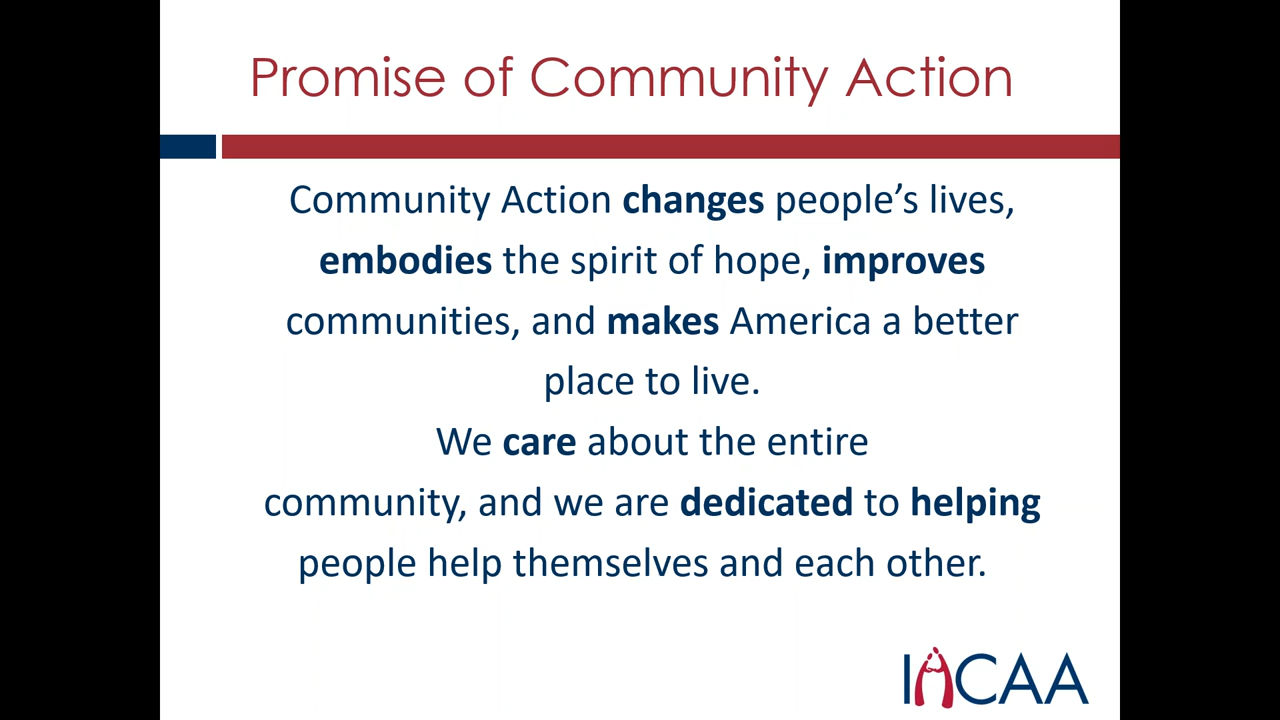 Promise of Community Action
Community Action changes people’s lives,
embodies the spirit of hope, improves
communities, and makes America a better
place to live.
We care about the entire
community, and we are dedicated to helping
people help themselves and each other.
IACAA